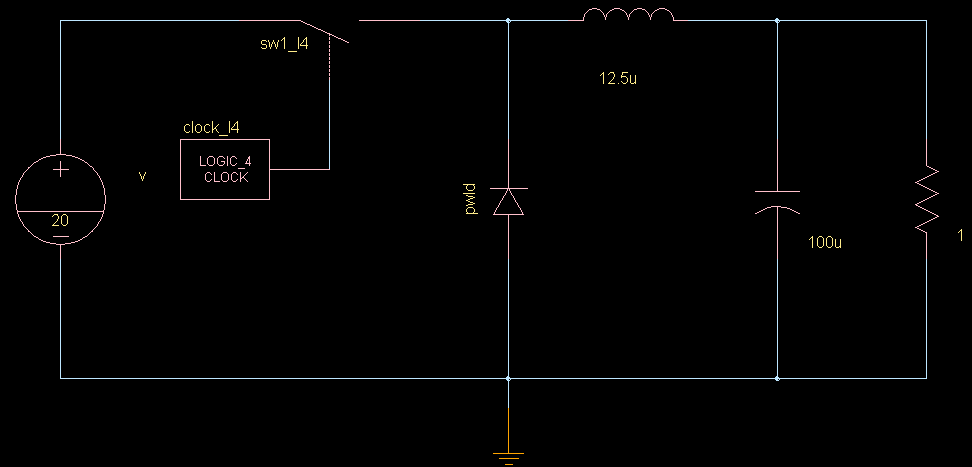 sw1_l4
12.5u
clock_l4
LOGIC_4
CLOCK
v
+
20
−
pwld
100u
1